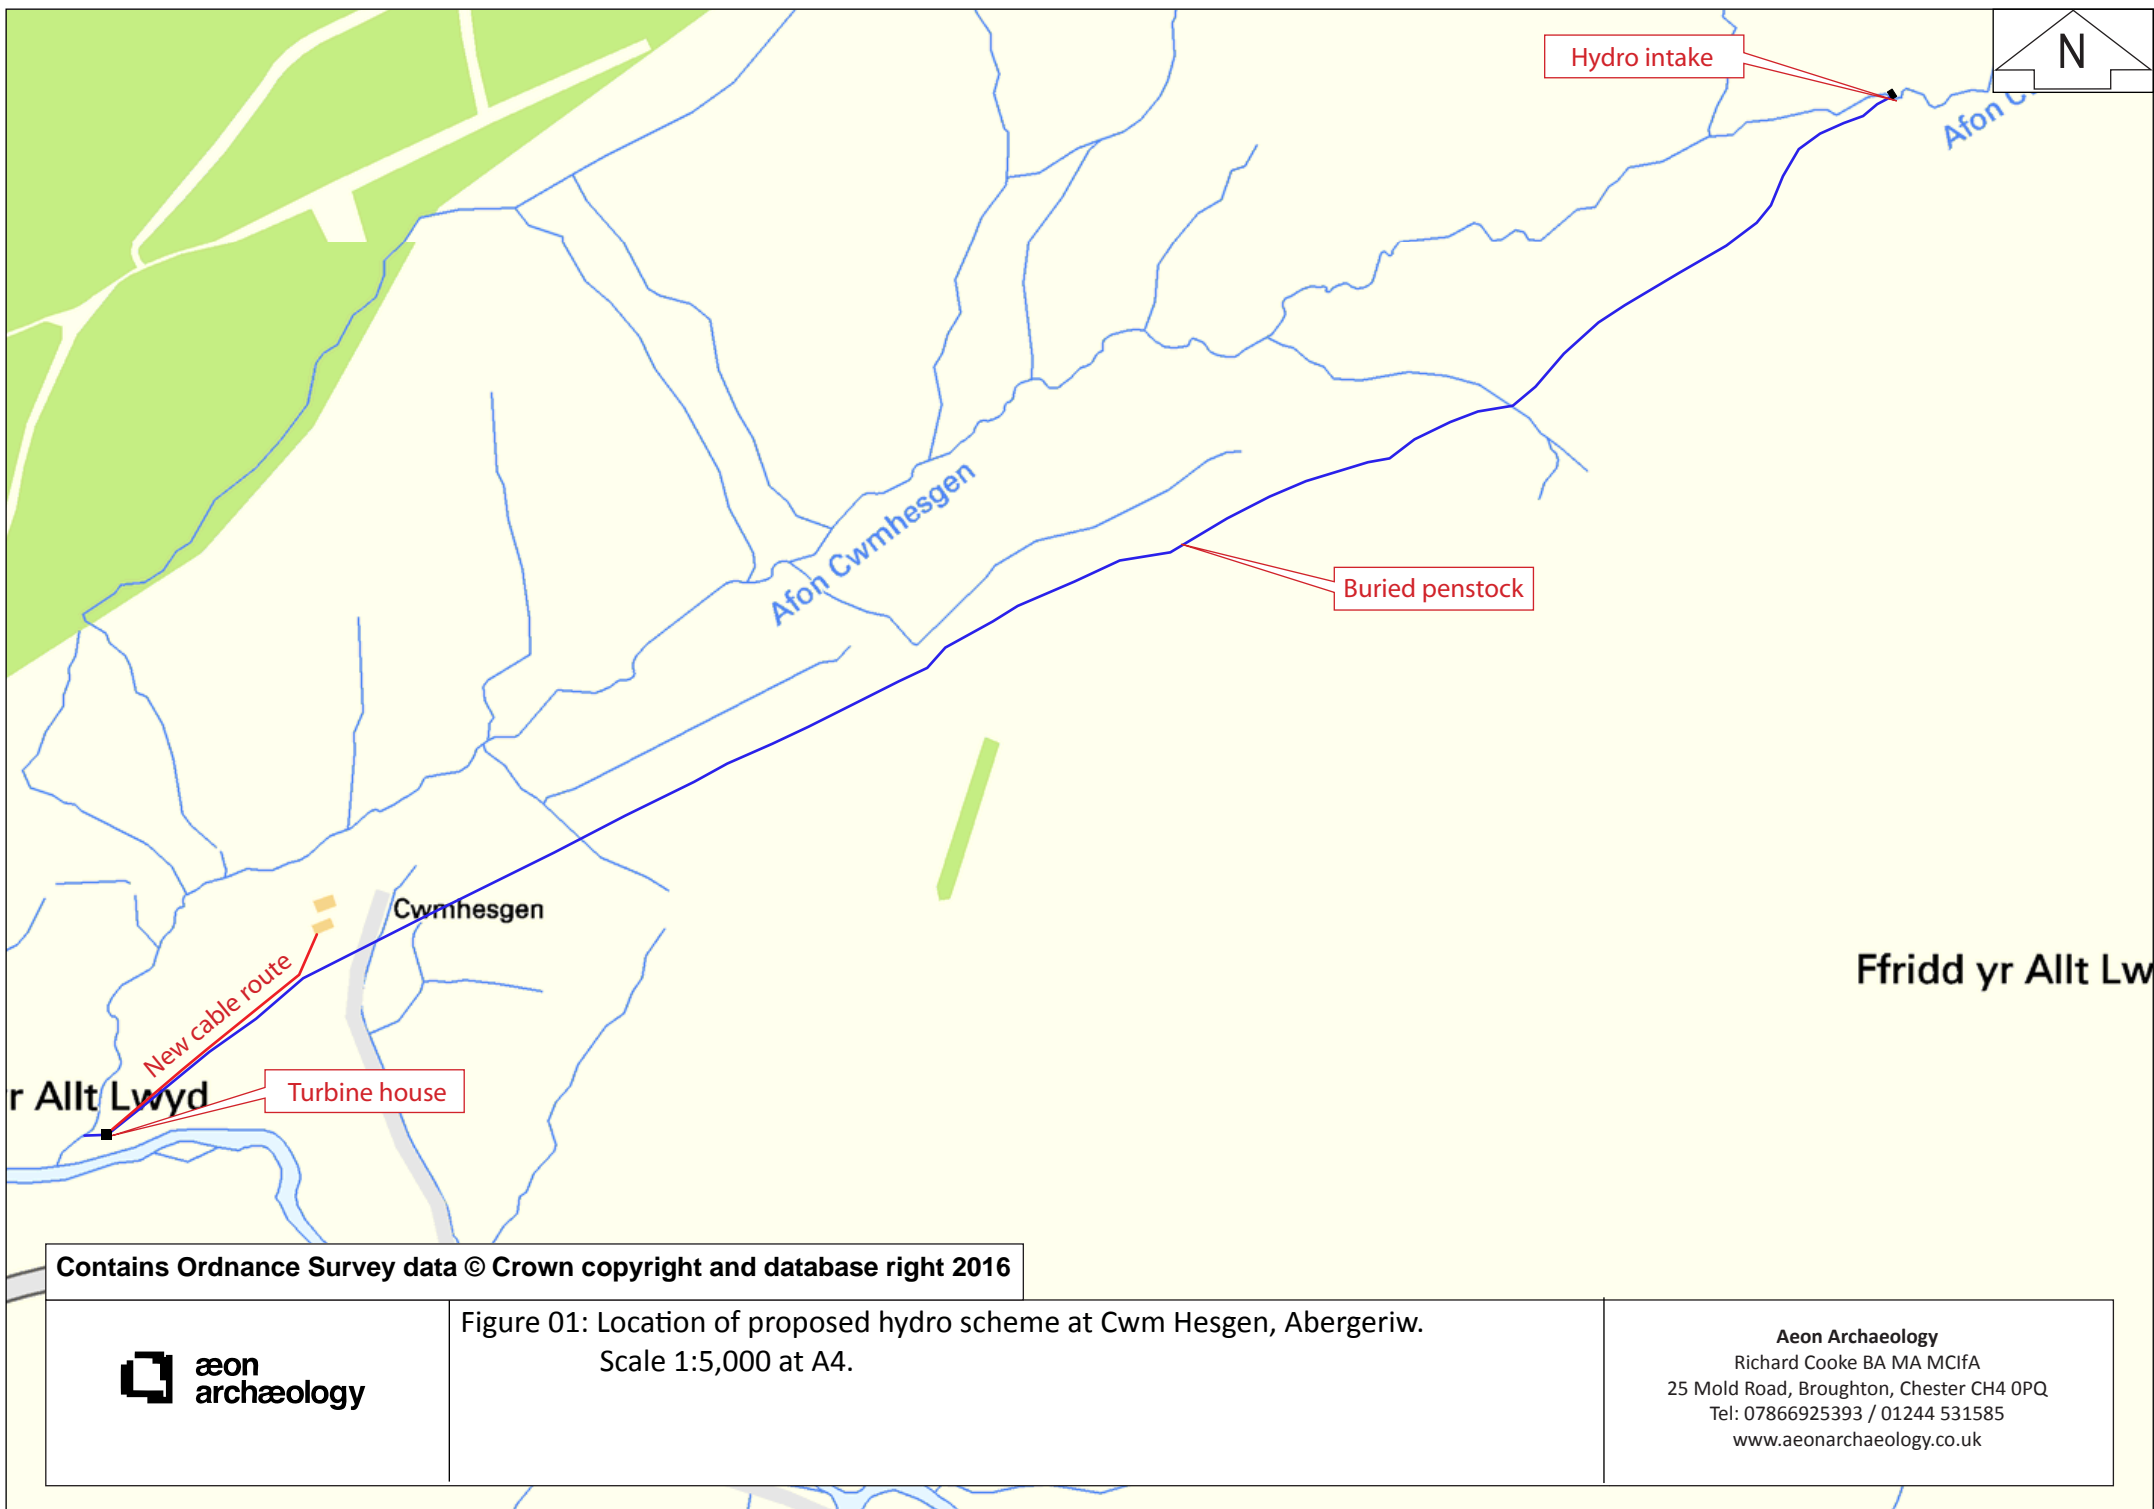 Hydro intake
N
Afon C
Afon Cwmhesgen
Buried penstock
Cwmhesgen
Ffridd yr Allt Lw
New cable route
r Allt Lwyd
Turbine house
Contains Ordnance Survey data © Crown copyright and database right 2016
æon
archæology
Figure 01: Location of proposed hydro scheme at Cwm Hesgen, Abergeriw.
Scale 1:5,000 at A4.
Aeon Archaeology
Richard Cooke BA MA MCIfA
25 Mold Road, Broughton, Chester CH4 0PQ
Tel: 07866925393 / 01244 531585
www.aeonarchaeology.co.uk